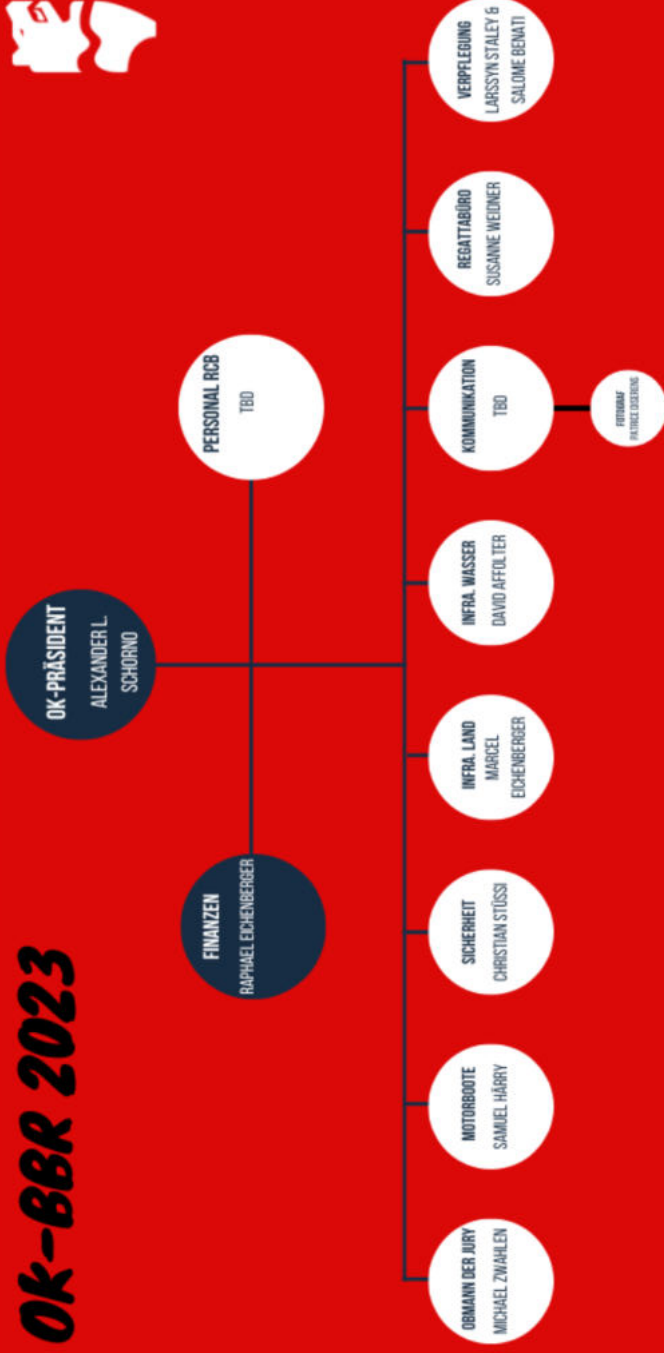 OK-BBR 2023
OK-PRÄSIDENT
ALEXANDER L.
SCHORNO
FINANZEN
RAPHAEL EICHENBERGER
PERSONAL RCB
TBD
OBMANN DER JURY
MICHAEL ZWAHLEN
MOTORBOOTE
SAMUEL HÄRRY
SICHERHEIT
CHRISTIAN STÜSSI
INFRA. LAND
MARCEL
EICHENBERGER
INFRA. WASSER
DAVID AFFOLTER
KOMMUNIKATION
TBD
REGATTABÜRO
SUSANNE WEIDNER
VERPFLEGUNG
LARSSYN STALEY &
SALOME BENATI
FOTOGRAF
PATRICE DISERENS